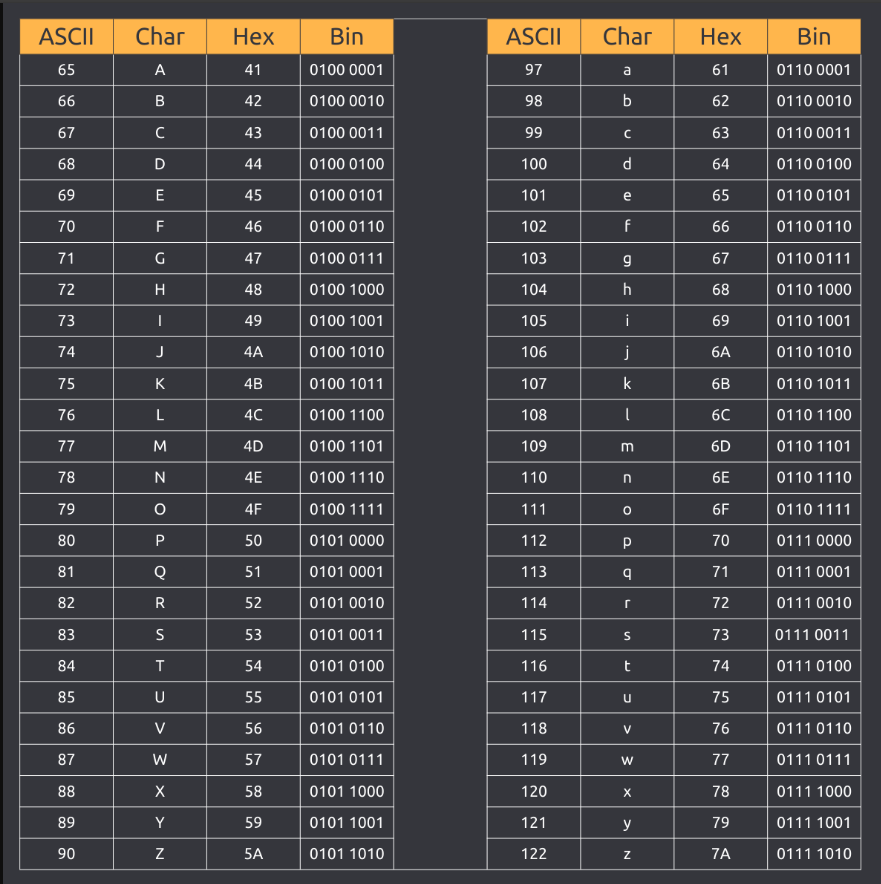 ASCII Char Hex Bin ASCII Char Hex Bin
65 A 41 0100 0001 97 a 61 0110 0001
66 B 42 0100 0010 98 b 62 0110 0010
67 C 43 0100 0011 99 c 63 0110 0011
68 D 44 0100 0100 100 d 64 0110 0100
69 E 45 0100 0101 101 e 65 0110 0101
70 F 46 0100 0110 102 f 66 0110 0110
71 G 47 0100 0111 103 g 67 0110 0111
72 H 48 0100 1000 104 h 68 0110 1000
73 I 49 0100 1001 105 i 69 0110 1001
74 J 4A 0100 1010 106 j 6A 0110 1010
75 K 4B 0100 1011 107 k 6B 0110 1011
76 L 4C 0100 1100 108 l 6C 0110 1100
77 M 4D 0100 1101 109 m 6D 0110 1101
78 N 4E 0100 1110 110 n 6E 0110 1110
79 O 4F 0100 1111 111 o 6F 0110 1111
80 P 50 0101 0000 112 p 70 0111 0000
81 Q 51 0101 0001 113 q 71 0111 0001
82 R 52 0101 0010 114 r 72 0111 0010
83 S 53 0101 0011 115 s 73 0111 0011
84 T 54 0101 0100 116 t 74 0111 0100
85 U 55 0101 0101 117 u 75 0111 0101
86 V 56 0101 0110 118 v 76 0111 0110
87 W 57 0101 0111 119 w 77 0111 0111
88 X 58 0101 1000 120 x 78 0111 1000
89 Y 59 0101 1001 121 y 79 0111 1001
90 Z 5A 0101 1010 122 z 7A 0111 1010